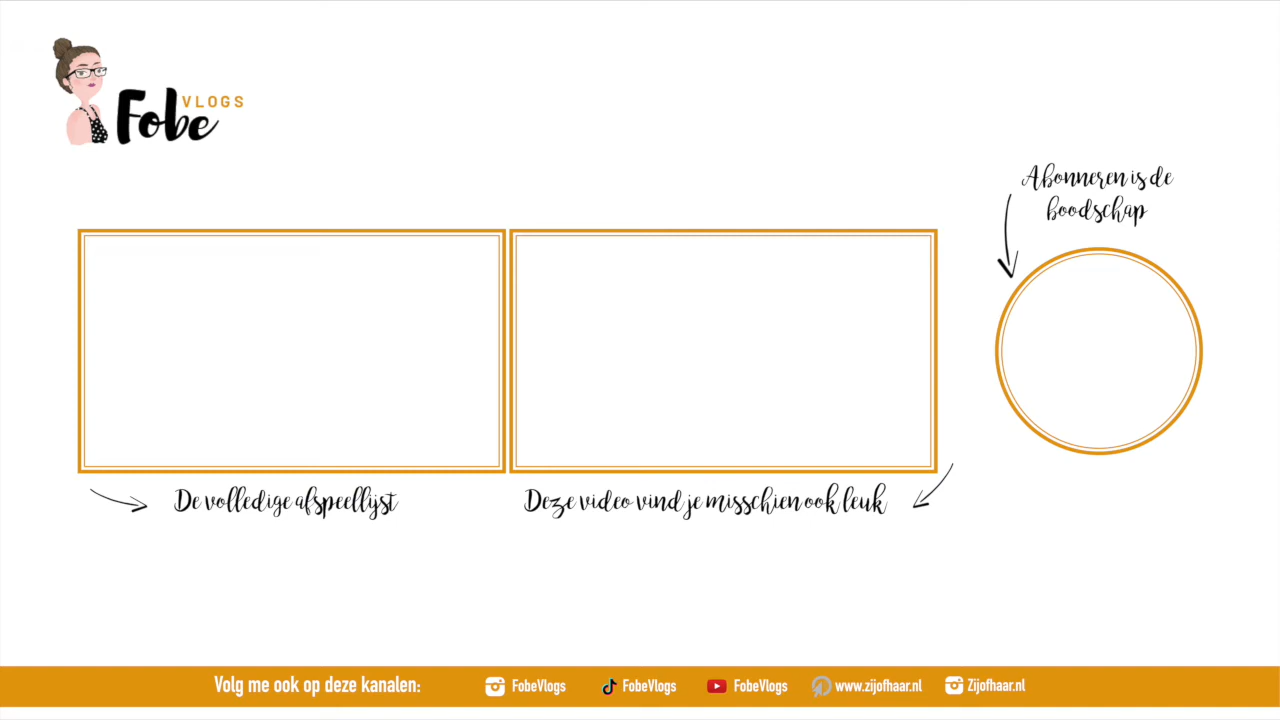 VLOGS
Fobe
Abonneren is de
boodschap
De volledige afspeellijst
Deze video vind je misschien ook leuk
Volg me ook op deze kanalen: FobeVlogs FobeVlogs FobeVlogs www.zijofhaar.nl Zijofhaar.nl